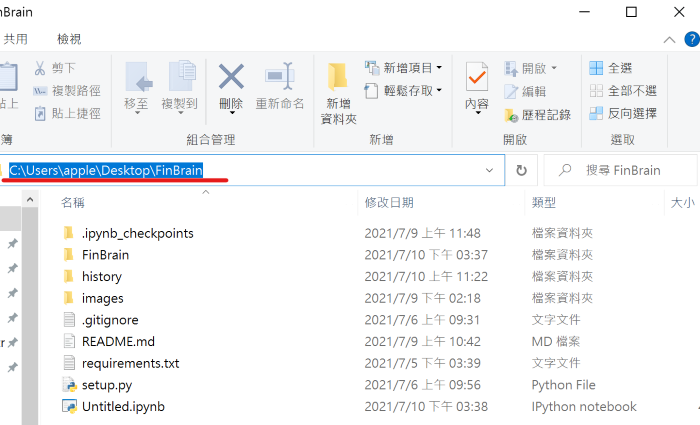 nBrain
共用 檢視
剪下
複製路徑
貼上捷徑
貼上
移至
複製到
刪除
重新命名
新增
資料夾
新增項目
輕鬆存取
內容
開啟
編輯
歷程記錄
全選
全部不選
反向選擇
簿 組合管理 新增 開啟 選取
C:\Users\apple\Desktop\FinBrain 搜尋 FinBrain
名稱 修改日期 類型 大小
.ipynb_checkpoints 2021/7/9 上午 11:48 檔案資料夾
FinBrain 2021/7/10 下午 03:37 檔案資料夾
history 2021/7/10 上午 11:22 檔案資料夾
images 2021/7/9 下午 02:18 檔案資料夾
.gitignore 2021/7/6 上午 09:31 文字文件
README.md 2021/7/9 上午 10:42 MD 檔案
requirements.txt 2021/7/5 下午 03:39 文字文件
setup.py 2021/7/6 上午 09:56 Python File
Untitled.ipynb 2021/7/10 下午 03:38 IPython notebook